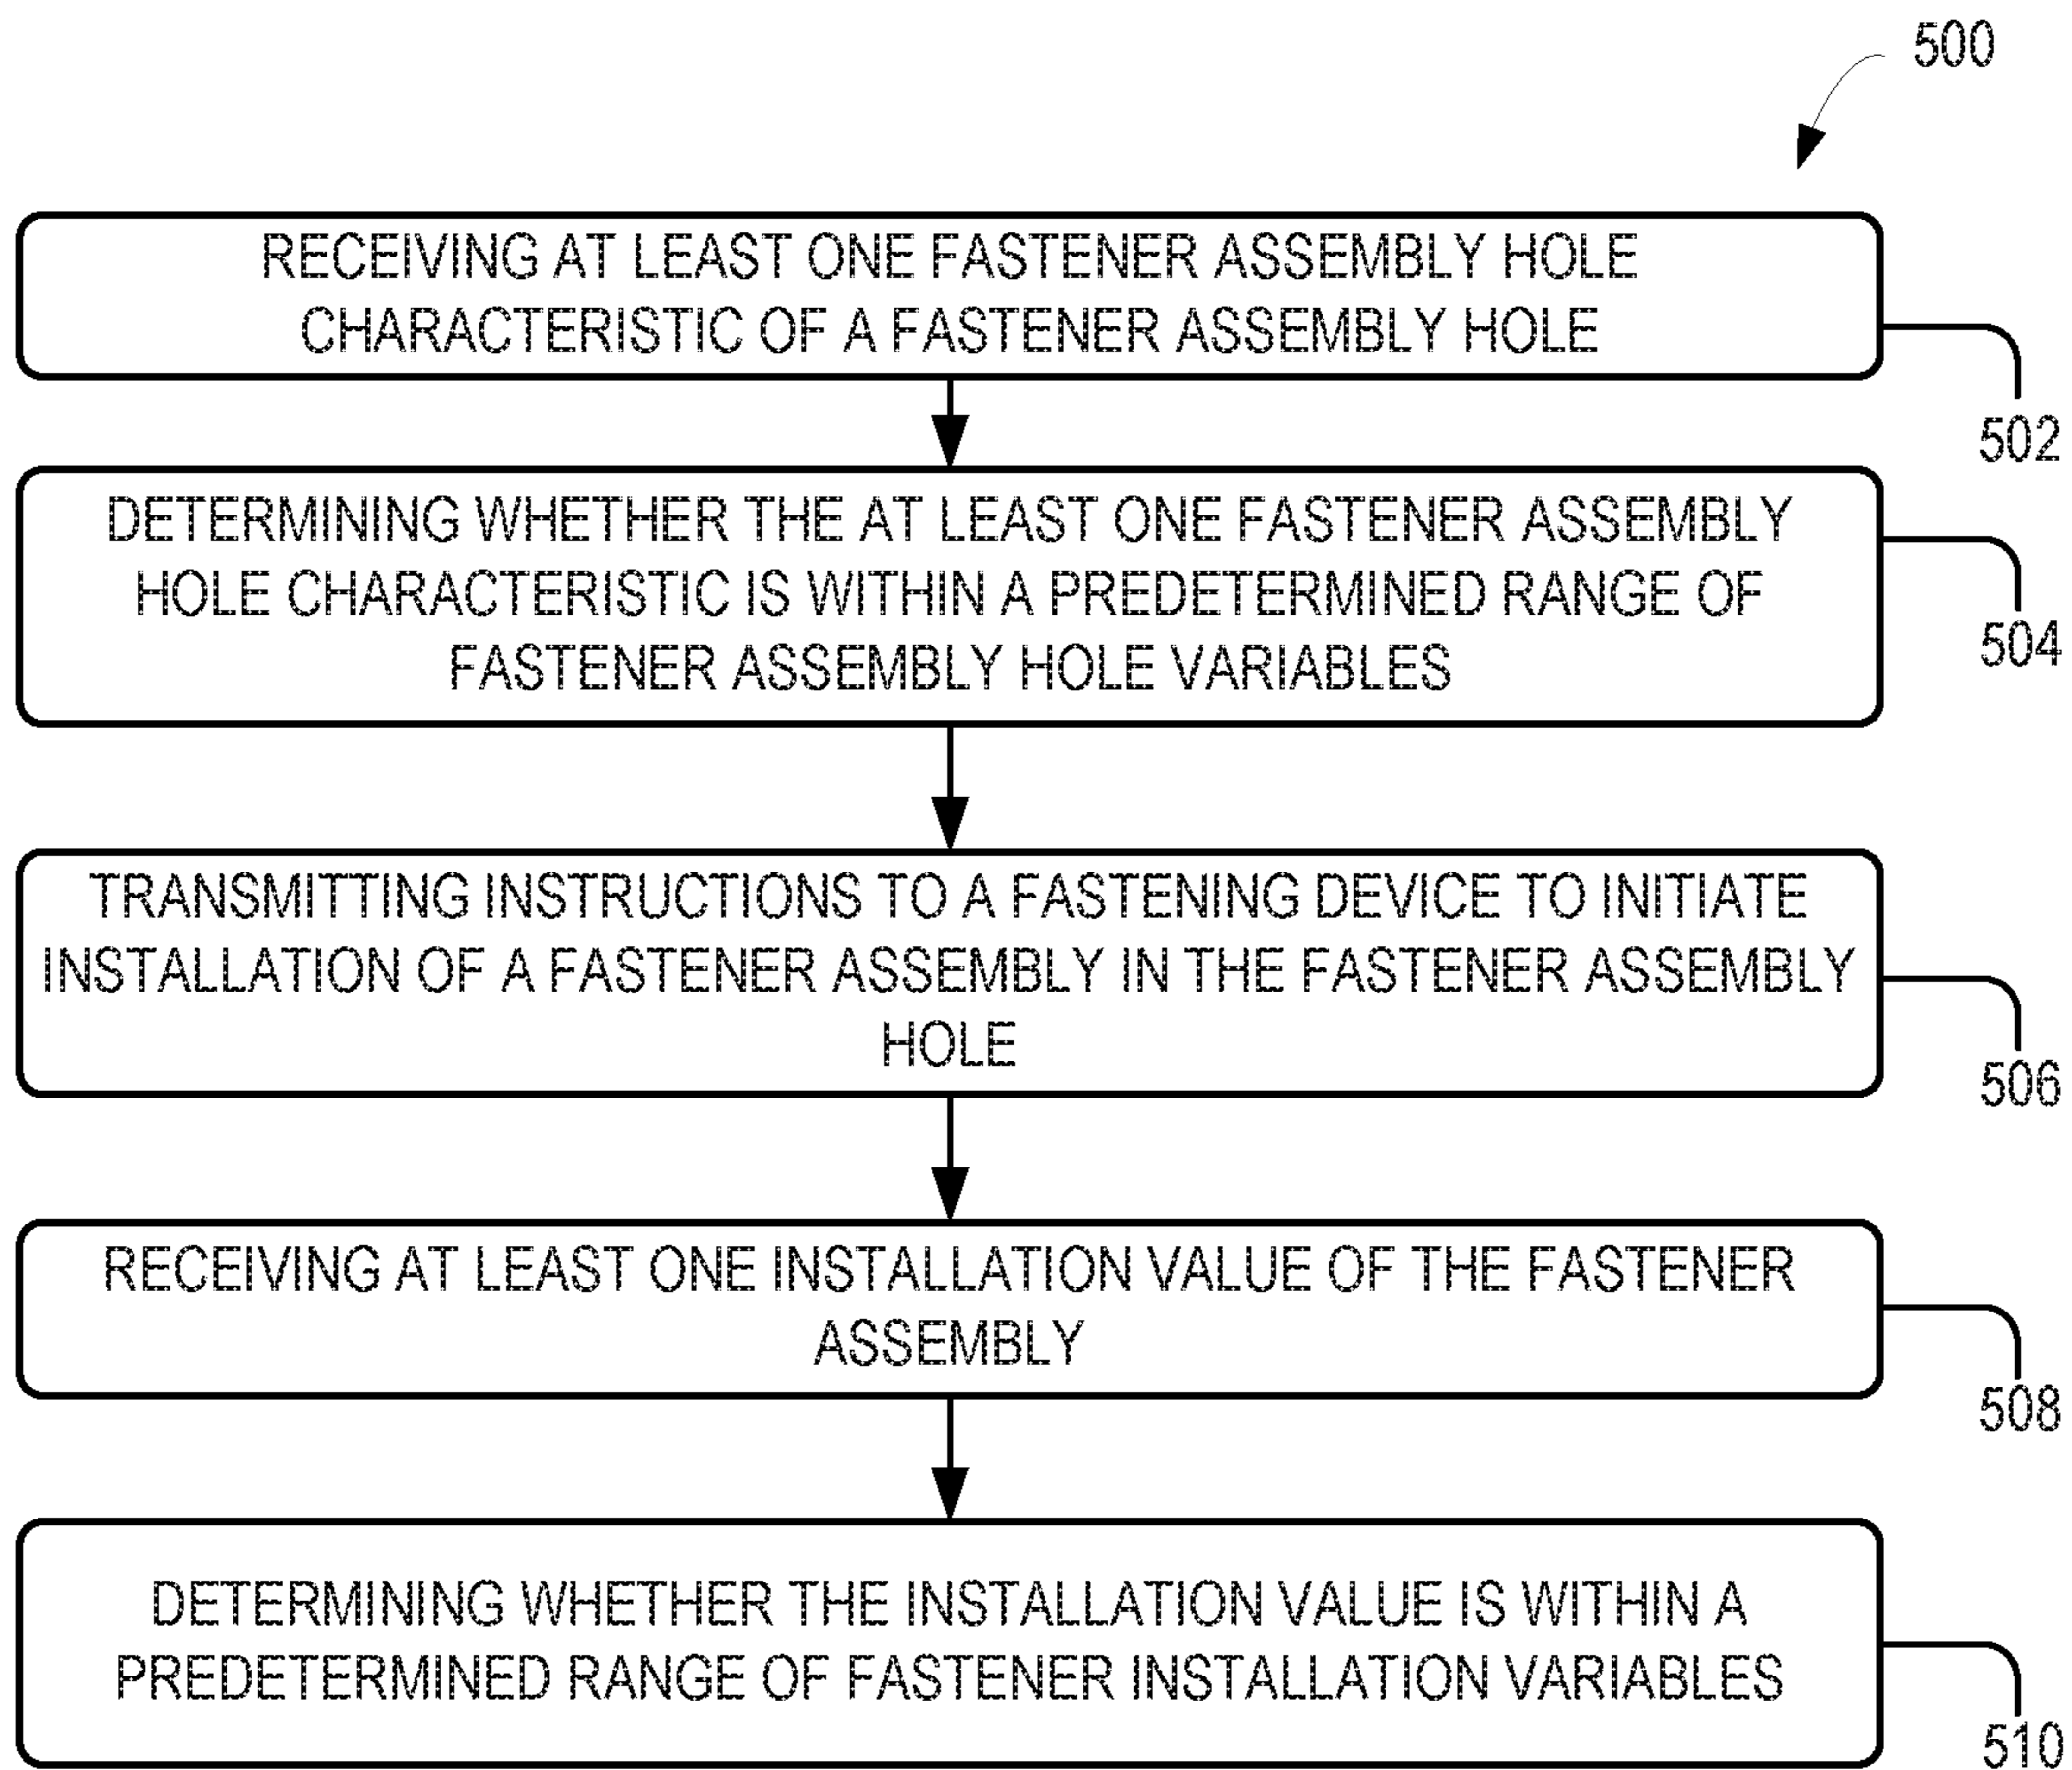 500
RECEIVING AT LEAST ONE FASTENER ASSEMBLY HOLE
CHARACTERISTIC OF A FASTENER ASSEMBLY HOLE
502
DETERMINING WHETHER THE AT LEAST ONE FASTENER ASSEMBLY
HOLE CHARACTERISTIC IS WITHIN A PREDETERMINED RANGE OF
FASTENER ASSEMBLY HOLE VARIABLES
504
TRANSMITTING INSTRUCTIONS TO A FASTENING DEVICE TO INITIATE
INSTALLATION OF A FASTENER ASSEMBLY IN THE FASTENER ASSEMBLY
HOLE
506
RECEIVING AT LEAST ONE INSTALLATION VALUE OF THE FASTENER
ASSEMBLY
508
DETERMINING WHETHER THE INSTALLATION VALUE IS WITHIN A
PREDETERMINED RANGE OF FASTENER INSTALLATION VARIABLES
510